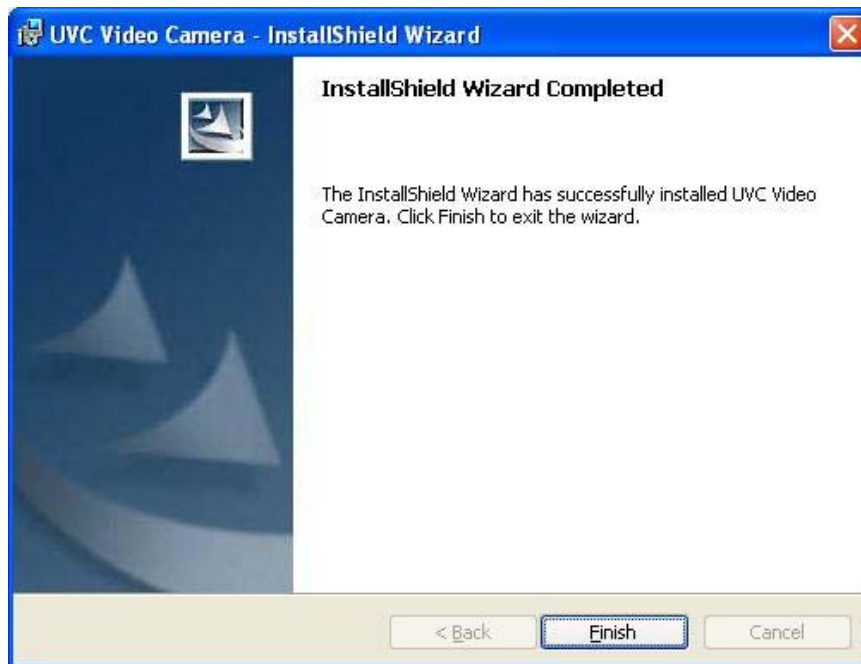 UVC Video Camera - InstallShield Wizard
InstallShield Wizard Completed
The InstallShield Wizard has successfully installed UVC Video
Camera. Click Finish to exit the wizard.
< Back
Finish
Cancel